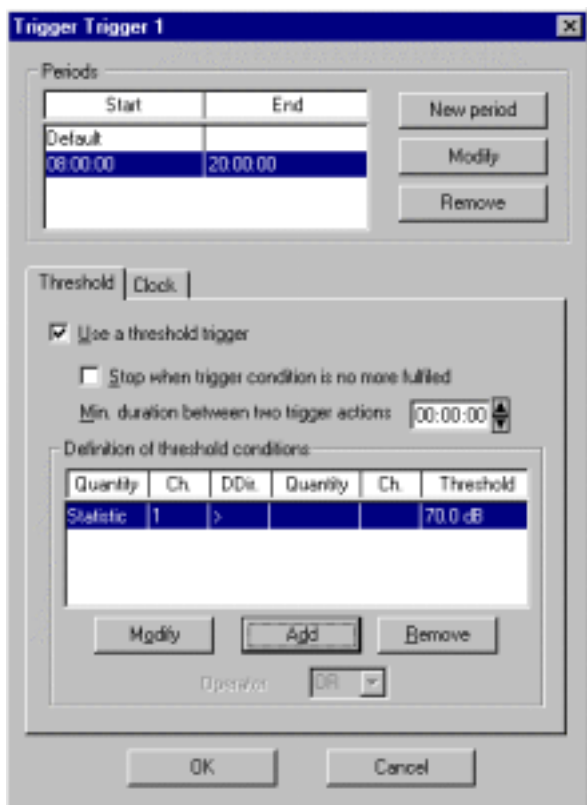 Trigger Trigger 1
Periods
Start End
Default
08:00:00 20:00:00
New period
Modify
Remove
Threshold Clock
Use a threshold trigger
Stop when trigger condition is no more fulfiled
Min. duration between two trigger actions 00:00:00
Definition of threshold conditions
Quantity Ch. DDir. Quantity Ch. Threshold
Statistic 1 > 70.0 dB
Modify Add Remove
Operator OR
OK Cancel